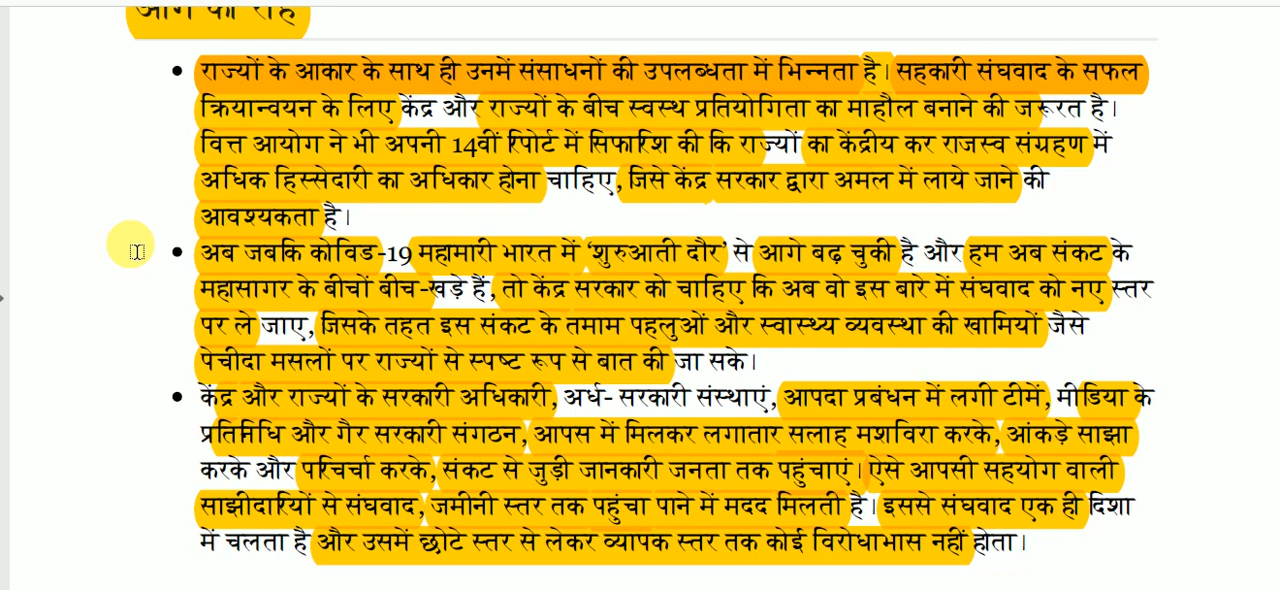 आगे की राह
• राज्यों के आकार के साथ ही उनमें संसाधनों की उपलब्धता में भिन्नता है। सहकारी संघवाद के सफल
क्रियान्वयन के लिए केंद्र और राज्यों के बीच स्वस्थ प्रतियोगिता का माहौल बनाने की जरूरत है।
वित्त आयोग ने भी अपनी 14वीं रिपोर्ट में सिफारिश की कि राज्यों का केंद्रीय कर राजस्व संग्रहण में
अधिक हिस्सेदारी का अधिकार होना चाहिए, जिसे केंद्र सरकार द्वारा अमल में लाये जाने की
आवश्यकता है।
• अब जबकि कोविड-19 महामारी भारत में ‘शुरुआती दौर’ से आगे बढ़ चुकी है और हम अब संकट के
महासागर के बीचों बीच-खड़े हैं, तो केंद्र सरकार को चाहिए कि अब वो इस बारे में संघवाद को नए स्तर
पर ले जाए, जिसके तहत इस संकट के तमाम पहलुओं और स्वास्थ्य व्यवस्था की खामियों जैसे
पेचीदा मसलों पर राज्यों से स्पष्ट रूप से बात की जा सके।
• केंद्र और राज्यों के सरकारी अधिकारी, अर्ध- सरकारी संस्थाएं, आपदा प्रबंधन में लगी टीमें, मीडिया के
प्रतिनिधि और गैर सरकारी संगठन, आपस में मिलकर लगातार सलाह मशविरा करके, आंकड़े साझा
करके और परिचर्चा करके, संकट से जुड़ी जानकारी जनता तक पहुंचाएं। ऐसे आपसी सहयोग वाली
साझीदारियों से संघवाद, जमीनी स्तर तक पहुंचा पाने में मदद मिलती है। इससे संघवाद एक ही दिशा
में चलता है और उसमें छोटे स्तर से लेकर व्यापक स्तर तक कोई विरोधाभास नहीं होता।